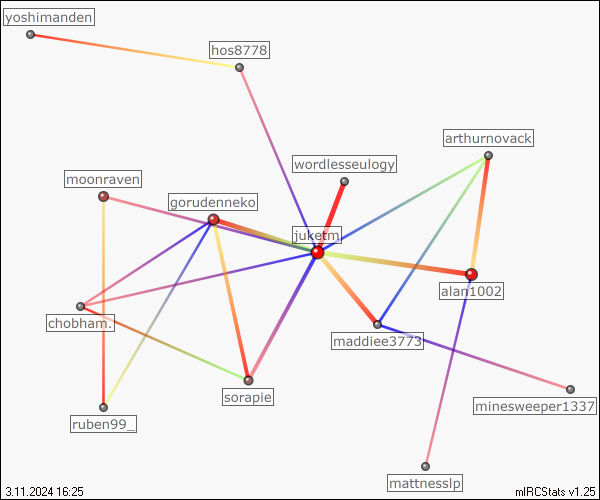 yoshimanden
hos8778
arthurnovack
wordlesseulogy
moonraven
gorudenneko
juketm
alan1002
chobham.
maddiee3773
sorapie
minesweeper1337
ruben99_
mattnesslp
3.11.2024 16:25
mIRCStats v1.25